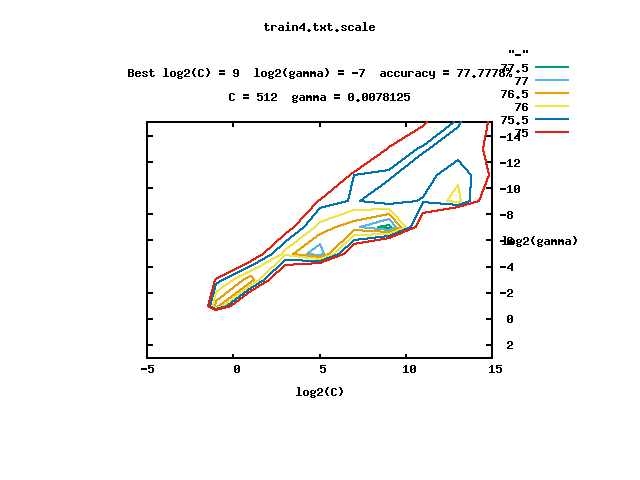 train4.txt.scale
"-"
Best log2(C) = 9  log2(gamma) = -7  accuracy = 77.7778%
77.5
77
76.5
76
75.5
75
C = 512  gamma = 0.0078125
-14
-12
-10
-8
-6
log2(gamma)
-4
-2
0
2
-5 0 5 10 15
log2(C)